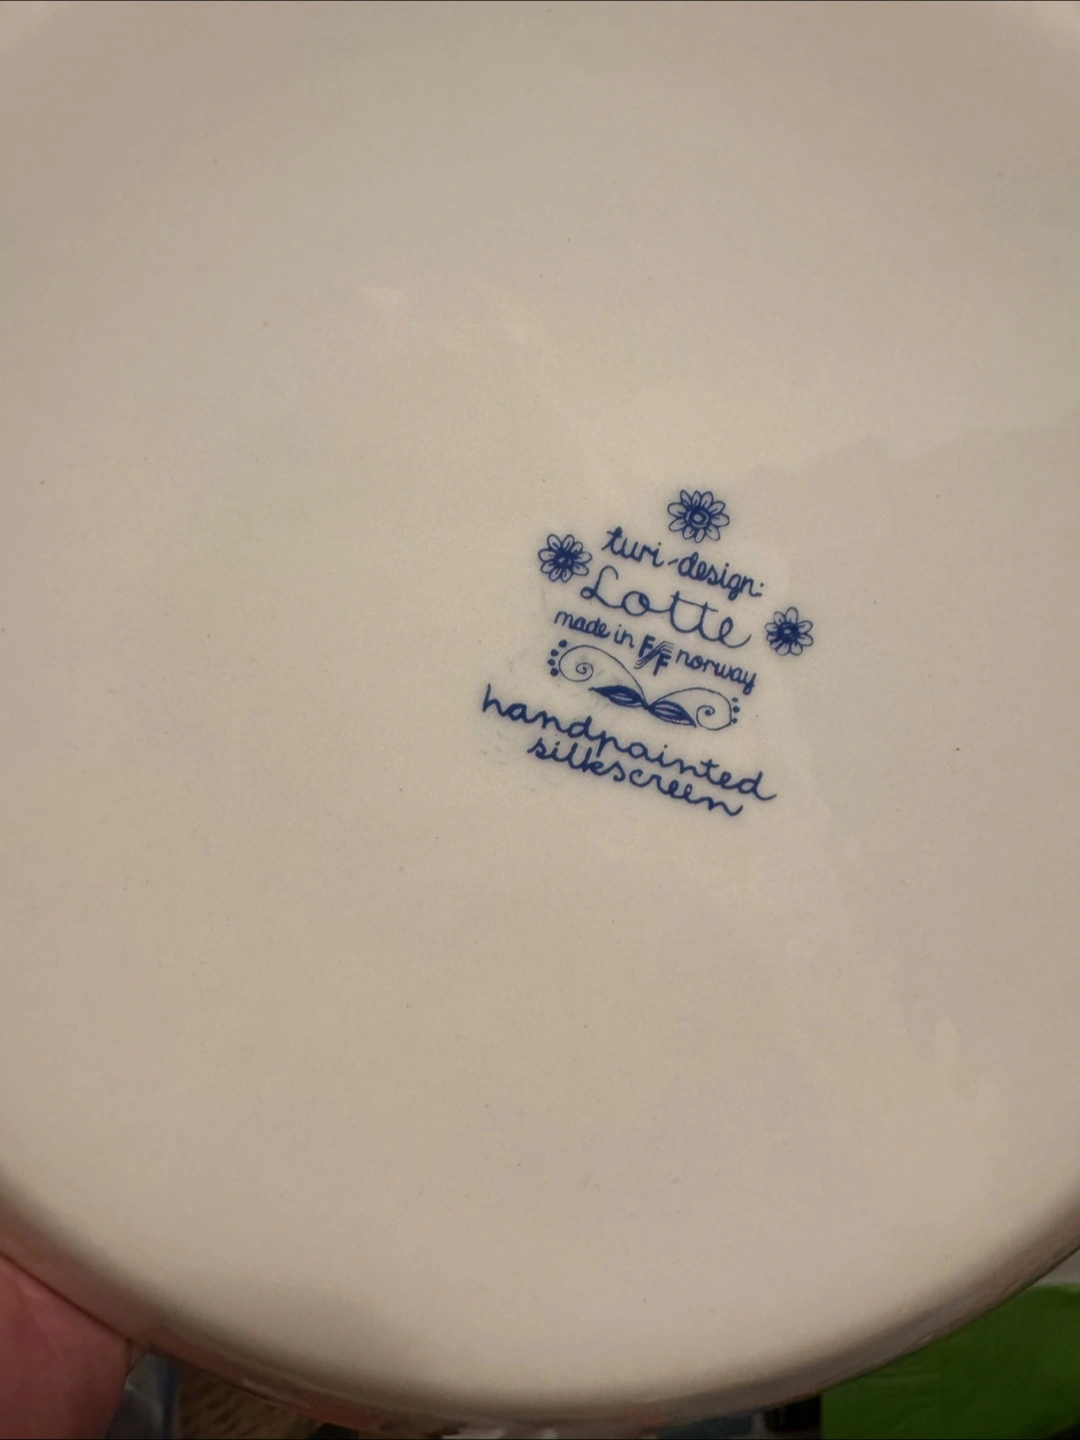 turi-design:
Lotte
made in F/F norway
handpainted
silkscreen